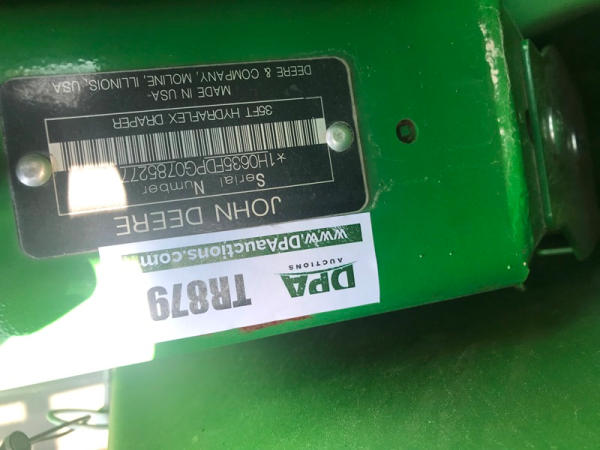 JOHN DEERE
Serial Number
*1H0635FDPG0785277
35FT HYDRAFLEX DRAPER
MADE IN USA-
DEERE & COMPANY, MOLINE, ILLINOIS, USA
www.DPAauctions.com
DPA
AUCTIONS
TR879